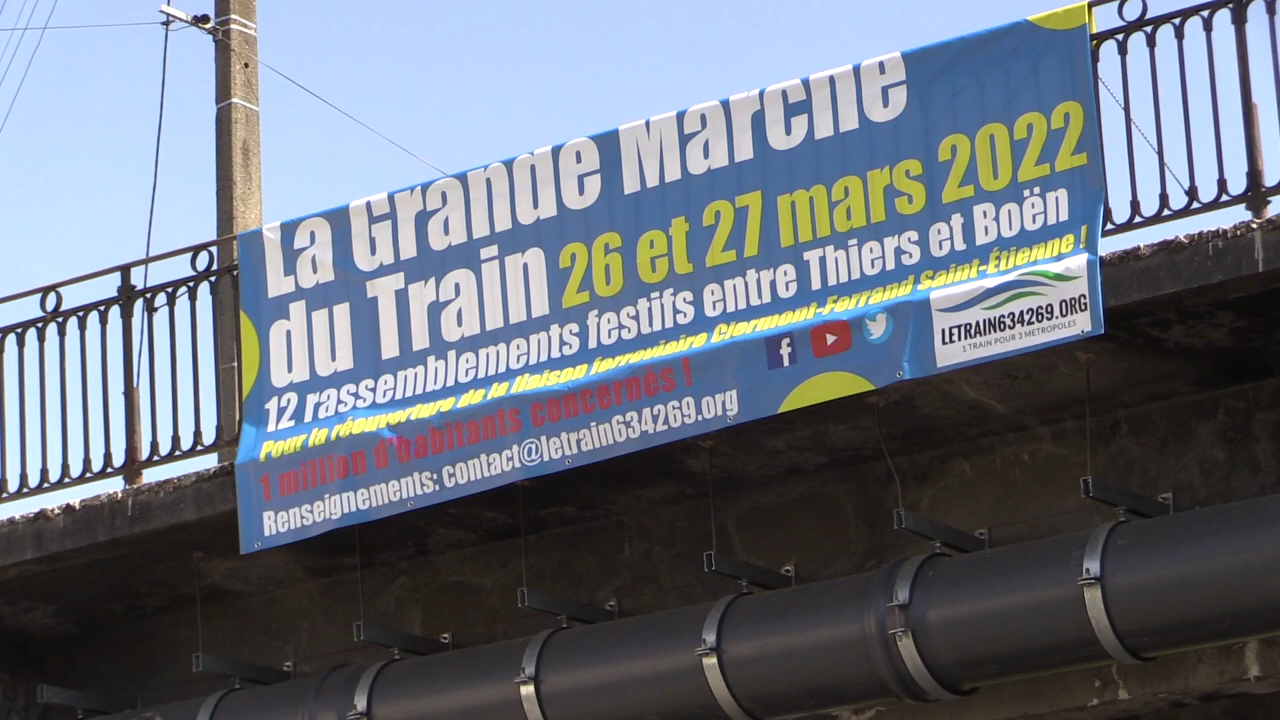 La Grande Marche
du Train 26 et 27 mars 2022
12 rassemblements festifs entre Thiers et Boën
Pour la réouverture de la liaison ferroviaire Clermont-Ferrand Saint-Étienne !
1 million d'habitants concernés !
Renseignements: contact@letrain634269.org
LETRAIN634269.ORG
1 TRAIN POUR 3 METROPOLES